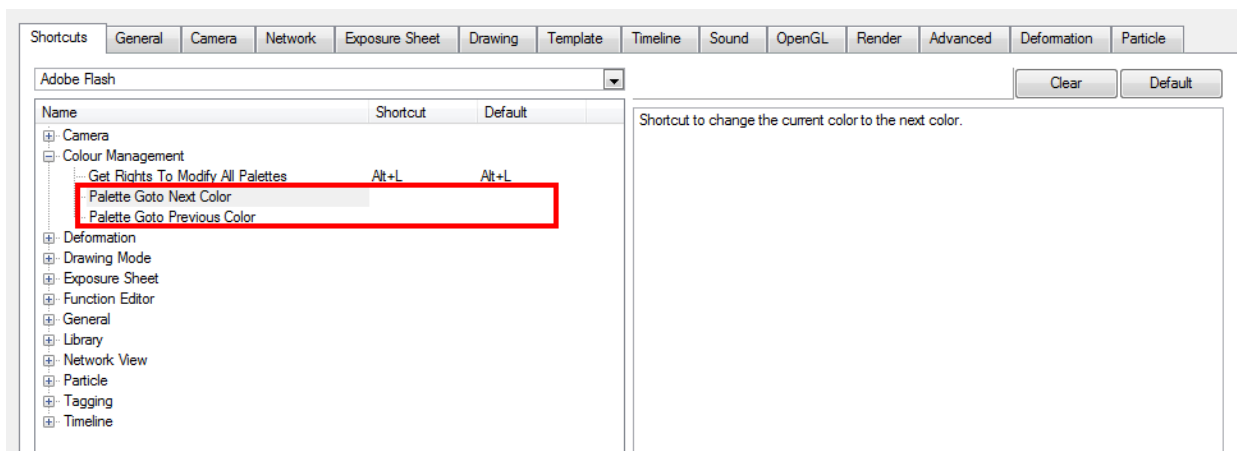 Shortcuts General Camera Network Exposure Sheet Drawing Template Timeline Sound OpenGL Render Advanced Deformation Particle
Adobe Flash
Clear Default
Name Shortcut Default
Camera
Colour Management
Get Rights To Modify All Palettes Alt+L Alt+L
Palette Goto Next Color
Palette Goto Previous Color
Deformation
Drawing Mode
Exposure Sheet
Function Editor
General
Library
Network View
Particle
Tagging
Timeline
Shortcut to change the current color to the next color.